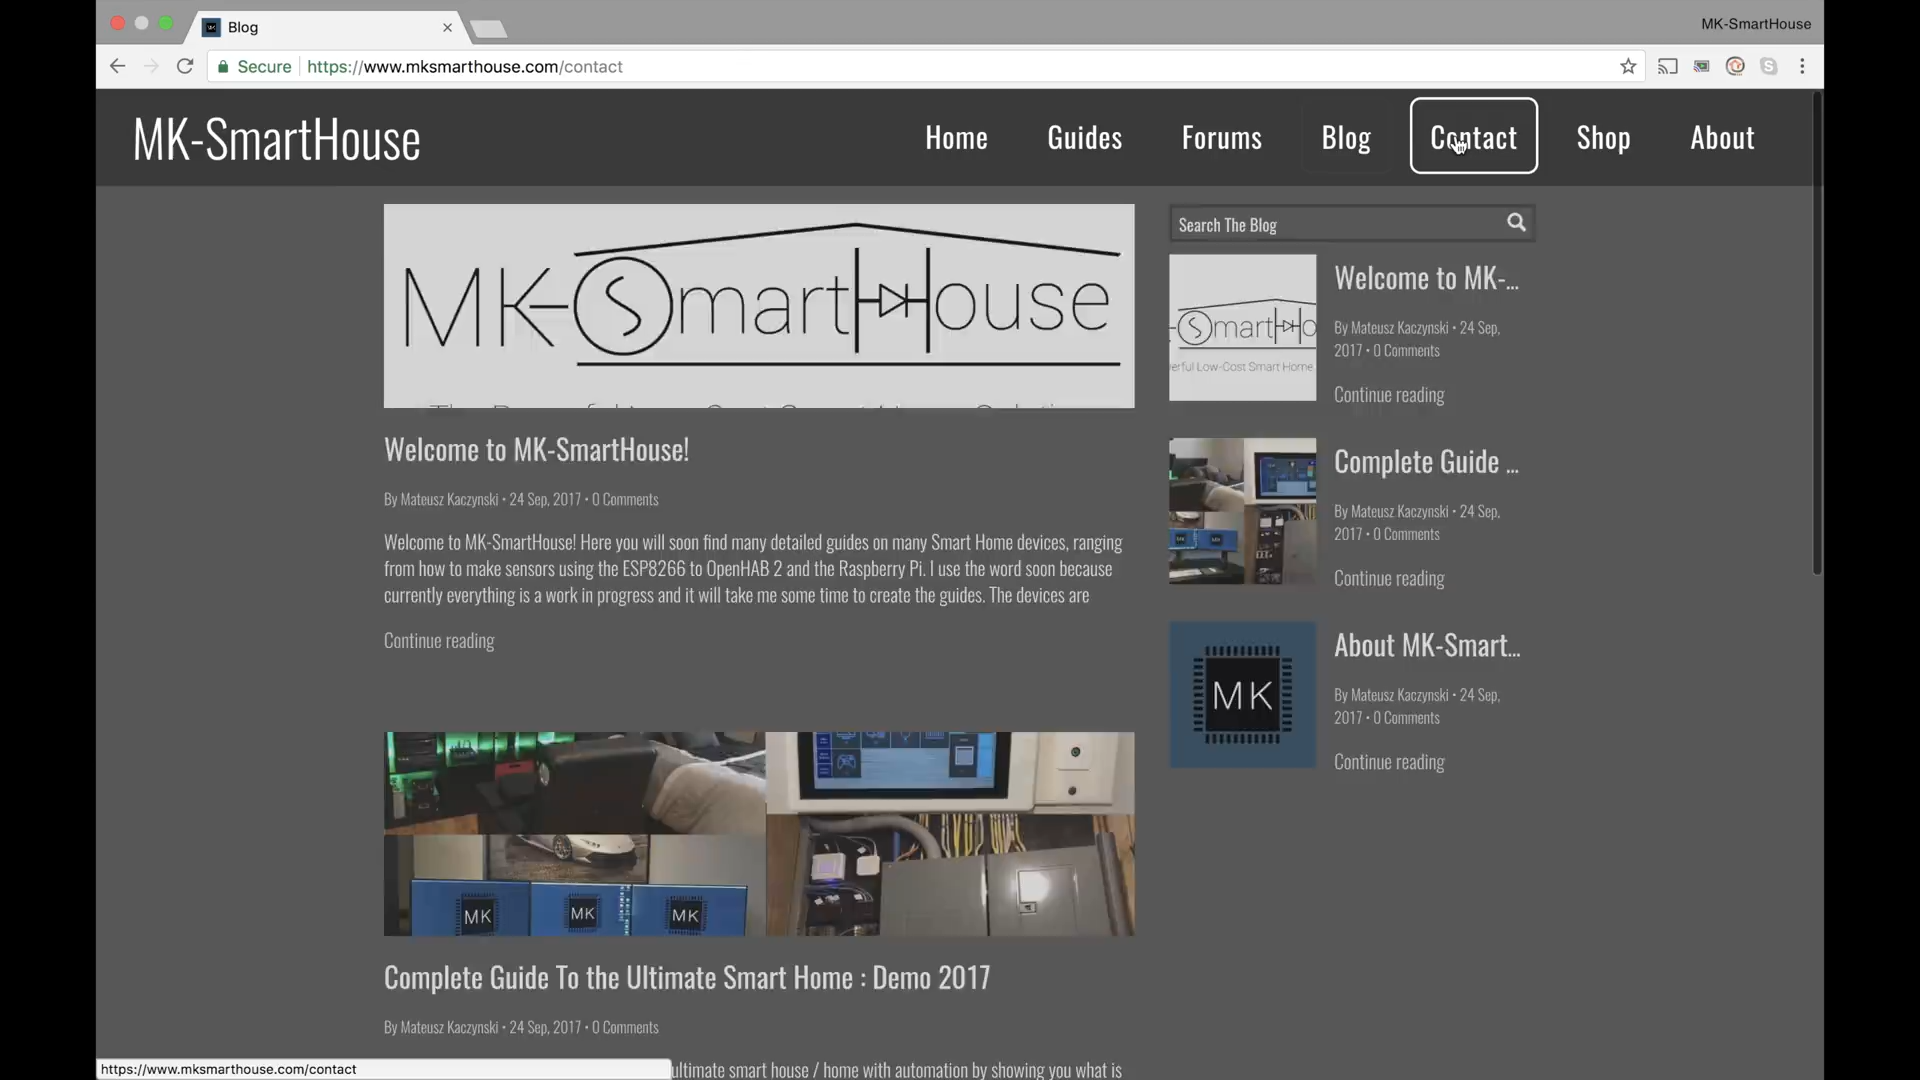 Blog
MK-SmartHouse
Secure
https://www.mksmarthouse.com/contact
MK-SmartHouse
Home
Guides
Forums
Blog
Contact
Shop
About
MK-SmartHouse
Search The Blog
Smart
Smart Home
Welcome to MK-...
By Mateusz Kaczynski • 24 Sep,
2017 • 0 Comments
Continue reading
Welcome to MK-SmartHouse!
By Mateusz Kaczynski • 24 Sep, 2017 • 0 Comments
Welcome to MK-SmartHouse! Here you will soon find many detailed guides on many Smart Home devices, ranging
from how to make sensors using the ESP8266 to OpenHAB 2 and the Raspberry Pi. I use the word soon because
currently everything is a work in progress and it will take me some time to create the guides. The devices are
Continue reading
Complete Guide ...
By Mateusz Kaczynski • 24 Sep,
2017 • 0 Comments
Continue reading
MK
About MK-Smart...
By Mateusz Kaczynski • 24 Sep,
2017 • 0 Comments
Continue reading
MK
MK
MK
Complete Guide To the Ultimate Smart Home : Demo 2017
By Mateusz Kaczynski • 24 Sep, 2017 • 0 Comments
ultimate smart house / home with automation by showing you what is
https://www.mksmarthouse.com/contact